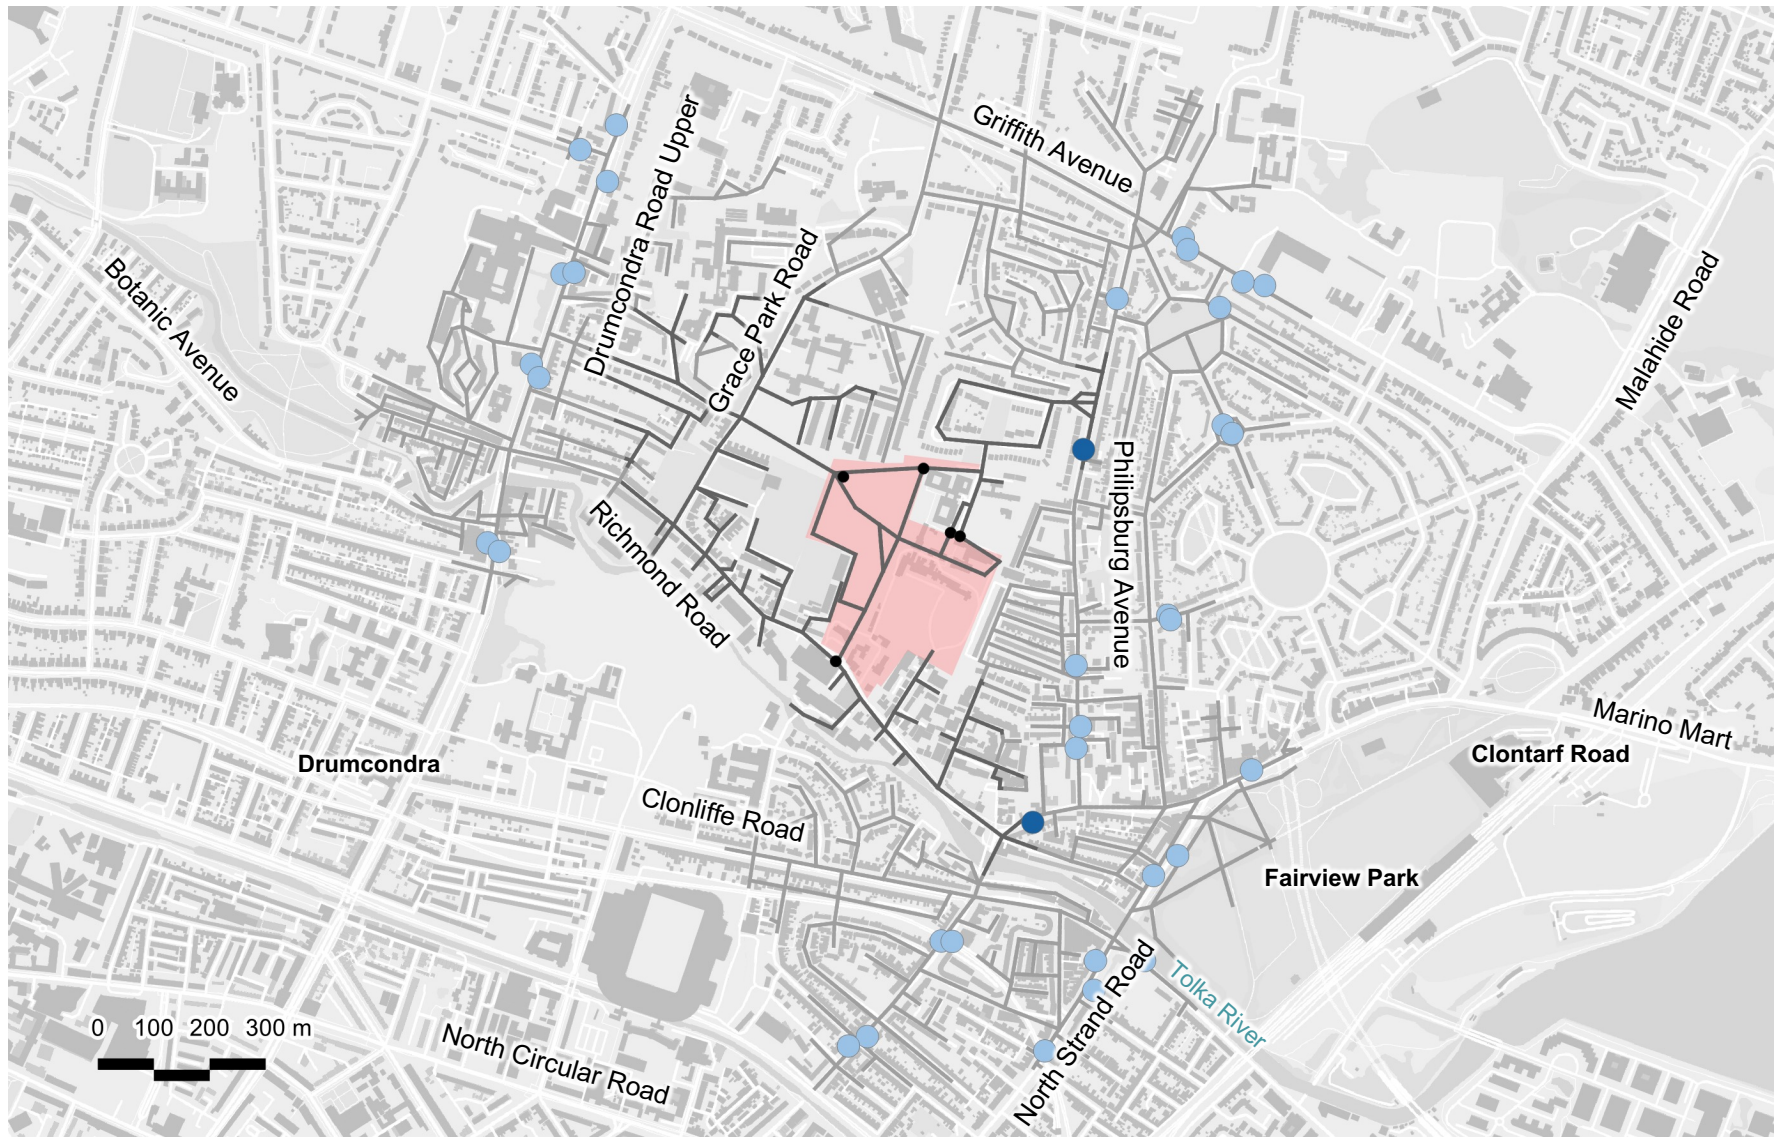 Griffith Avenue
Drumcondra Road Upper
Grace Park Road
Botanic Avenue
Malahide Road
Philipsburg Avenue
Richmond Road
Marino Mart
Clontarf Road
Drumcondra
Clonliffe Road
Fairview Park
Tolka River
North Strand Road
0 100 200 300 m
North Circular Road